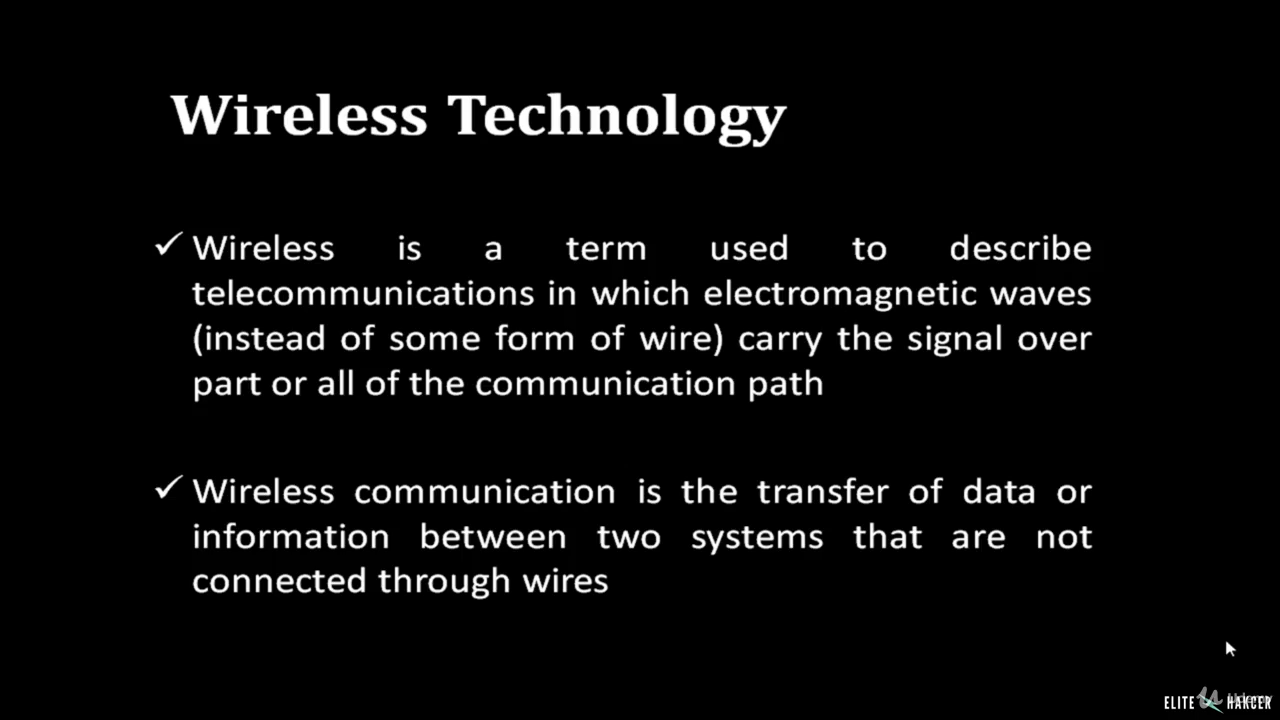 Wireless Technology
✓ Wireless is a term used to describe
telecommunications in which electromagnetic waves
(instead of some form of wire) carry the signal over
part or all of the communication path
✓ Wireless communication is the transfer of data or
information between two systems that are not
connected through wires
ELITE HAKCER
Udemy